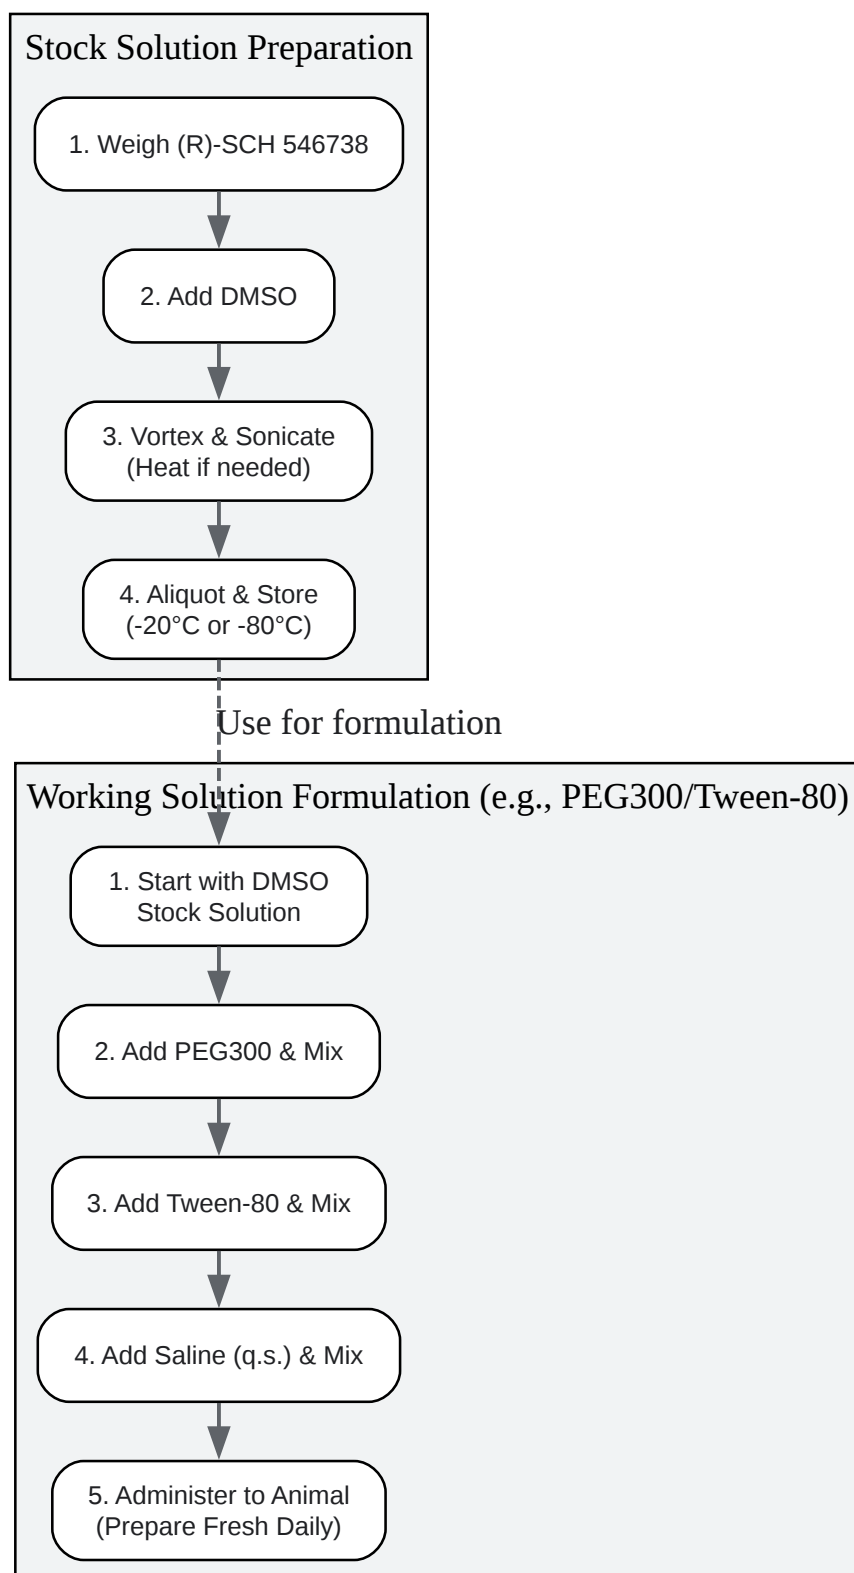 Stock Solution Preparation
1. Weigh (R)-SCH 546738
2. Add DMSO
3. Vortex & Sonicate
(Heat if needed)
4. Aliquot & Store
(-20°C or -80°C)
Use for formulation
Working Solution Formulation (e.g., PEG300/Tween-80)
1. Start with DMSO
Stock Solution
2. Add PEG300 & Mix
3. Add Tween-80 & Mix
4. Add Saline (q.s.) & Mix
5. Administer to Animal
(Prepare Fresh Daily)